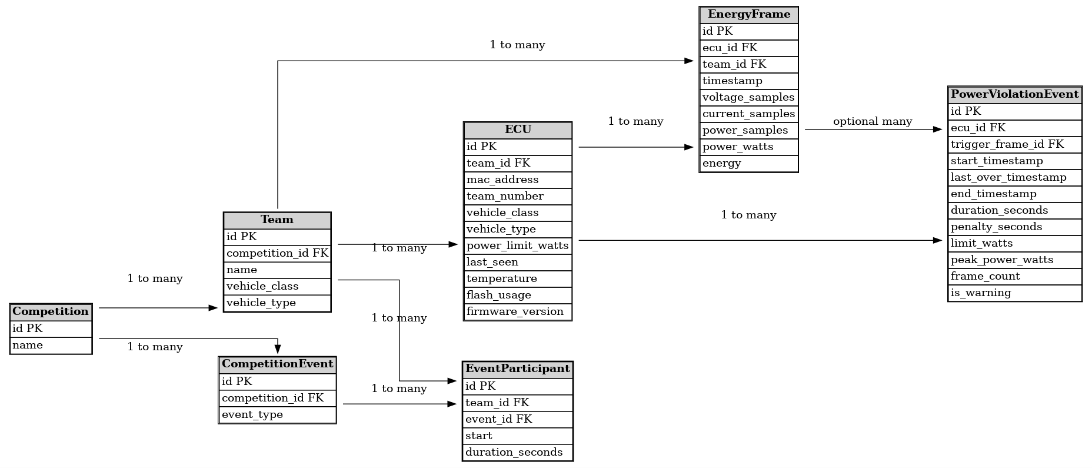 EnergyFrame
id PK
ecu_id FK
team_id FK
timestamp
voltage_samples
current_samples
power_samples
power_watts
energy
1 to many
PowerViolationEvent
id PK
ecu_id FK
trigger_frame_id FK
start_timestamp
last_over_timestamp
end_timestamp
duration_seconds
penalty_seconds
limit_watts
peak_power_watts
frame_count
is_warning
optional many
1 to many
1 to many
ECU
id PK
team_id FK
mac_address
team_number
vehicle_class
vehicle_type
power_limit_watts
last_seen
temperature
flash_usage
firmware_version
Team
id PK
competition_id FK
name
vehicle_class
vehicle_type
1 to many
1 to many
1 to many
Competition
id PK
name
1 to many
CompetitionEvent
id PK
competition_id FK
event_type
1 to many
EventParticipant
id PK
team_id FK
event_id FK
start
duration_seconds